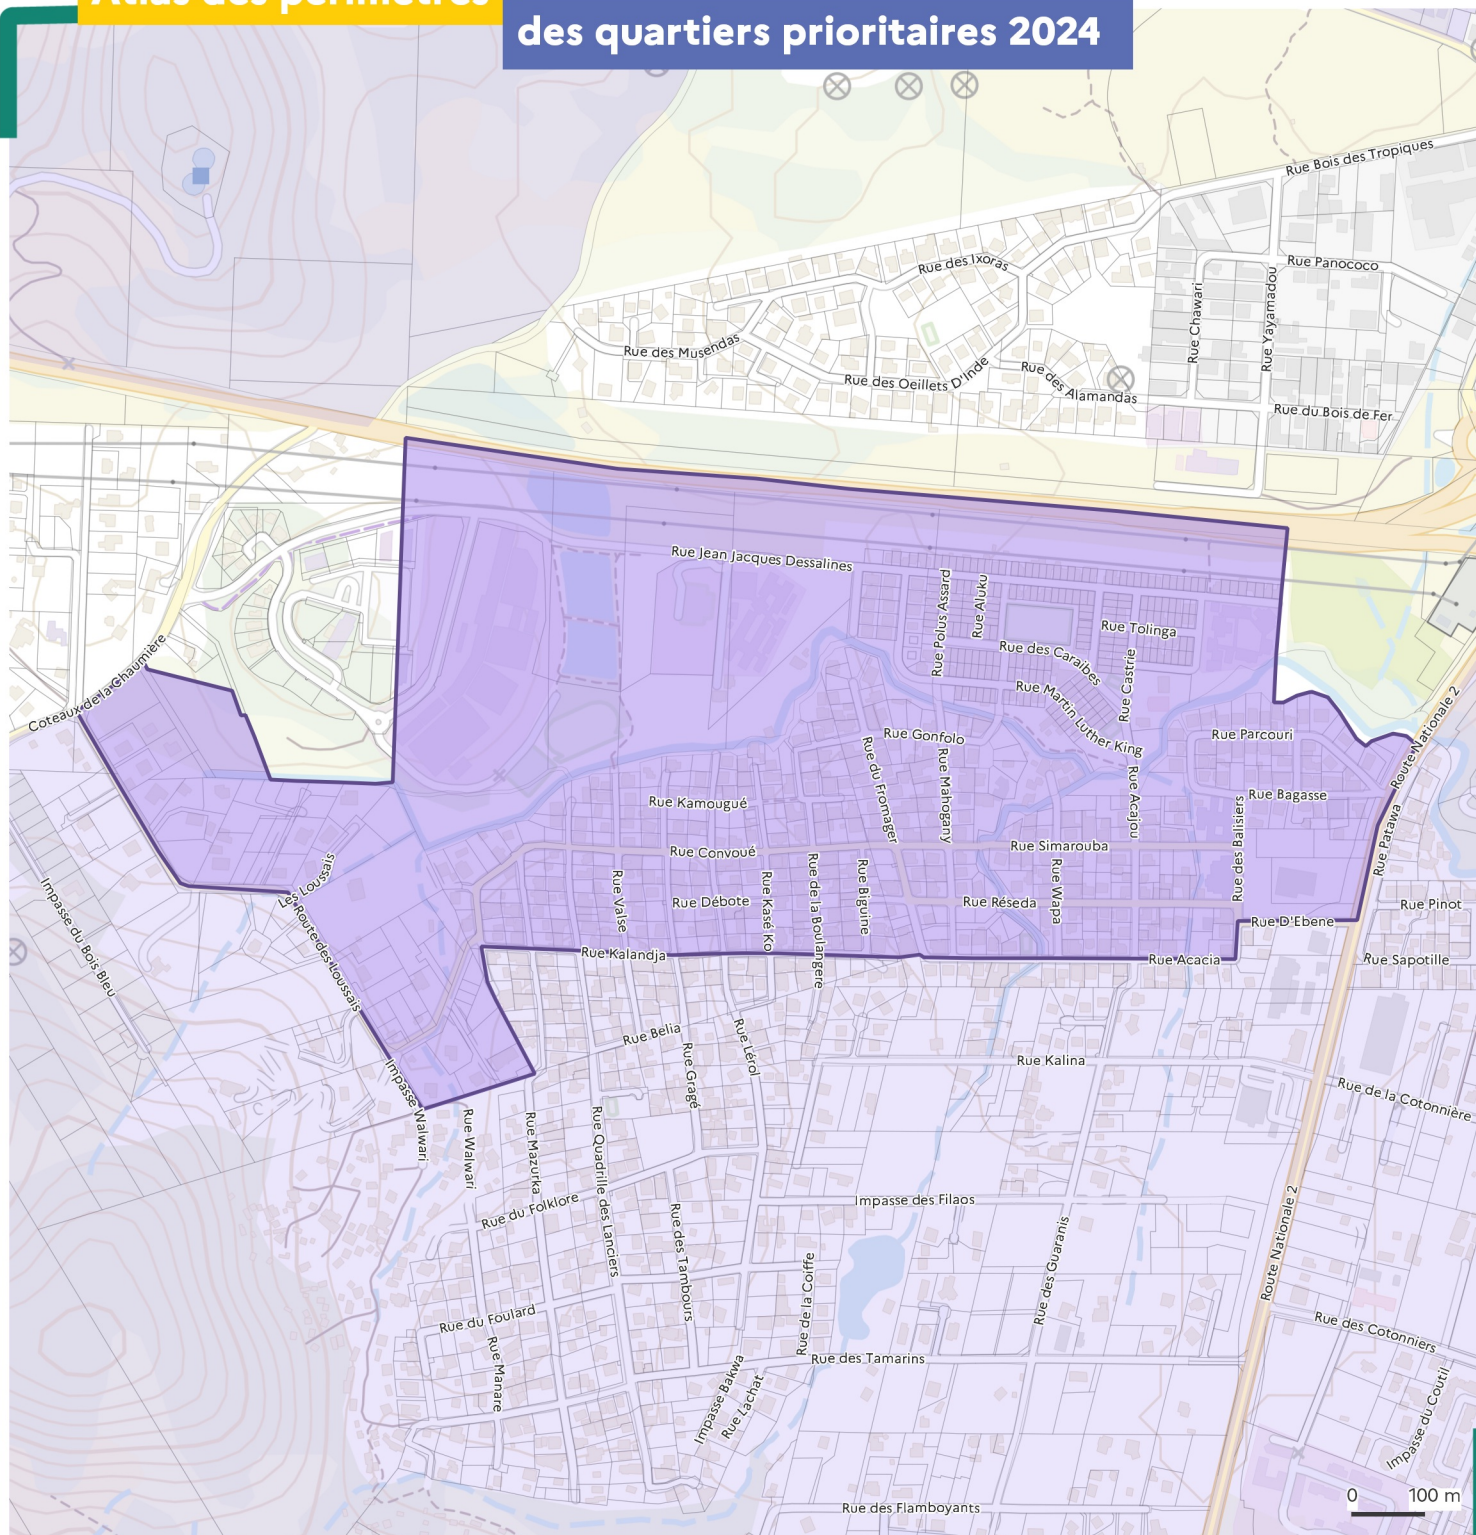 Atlas des périmètres
des quartiers prioritaires 2024
Rue Bois des Tropiques
Rue des Ixoras
Rue Panococo
Rue Chawari
Rue Yayamadou
Rue des Musendas
Rue des Oeillets D'Inde
Rue des Alamandas
Rue du Bois de Fer
Rue Jean Jacques Dessalines
Rue Polus Assard
Rue Aluku
Rue Tolinga
Rue des Caraibes
Rue Castrie
Coteaux de la Chaumière
Rue Martin Luther King
Rue Gonfolo
Rue Parcouri
Route Nationale 2
Rue du Fromager
Rue Mahogany
Rue Acajou
Rue Kamougué
Rue Bagasse
Rue des Balisiers
Rue Patawa
Rue Convoué
Rue Simarouba
Les Loussais
Rue Valse
Rue Débote
Rue Kasé Ko
Rue de la Boulangere
Rue Biguine
Rue Réseda
Rue Wapa
Rue Pinot
Impasse du Bois Bleu
Route des Loussais
Rue D'Ebene
Rue Kalandja
Rue Acacia
Rue Sapotille
Rue Belia
Rue Lérol
Rue Gragé
Rue Kalina
Impasse Walwari
Rue de la Cotonnière
Rue Walwari
Rue Mazurka
Rue Quadrille des Lanciers
Rue du Folklore
Impasse des Filaos
Rue des Tambours
Rue de la Coiffe
Rue des Guaranis
Route Nationale 2
Rue du Foulard
Rue Manare
Rue des Cotonniers
Rue des Tamarins
Impasse Bakwa
Rue Lachat
Impasse du Coutil
Rue des Flamboyants
0 100 m